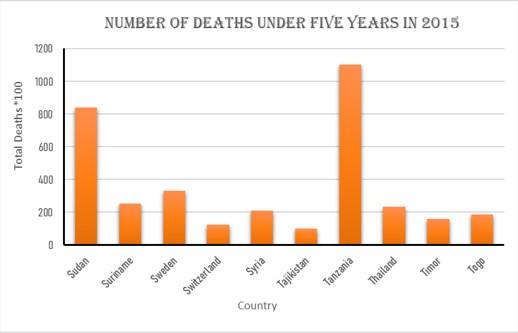 NUMBER OF DEATHS UNDER FIVE YEARS IN 2015
Total Deaths *100
1200
1000
800
600
400
200
0
Sudan
Suriname
Sweden
Switzerland
Syria
Tajikistan
Tanzania
Thailand
Timor
Togo
Country